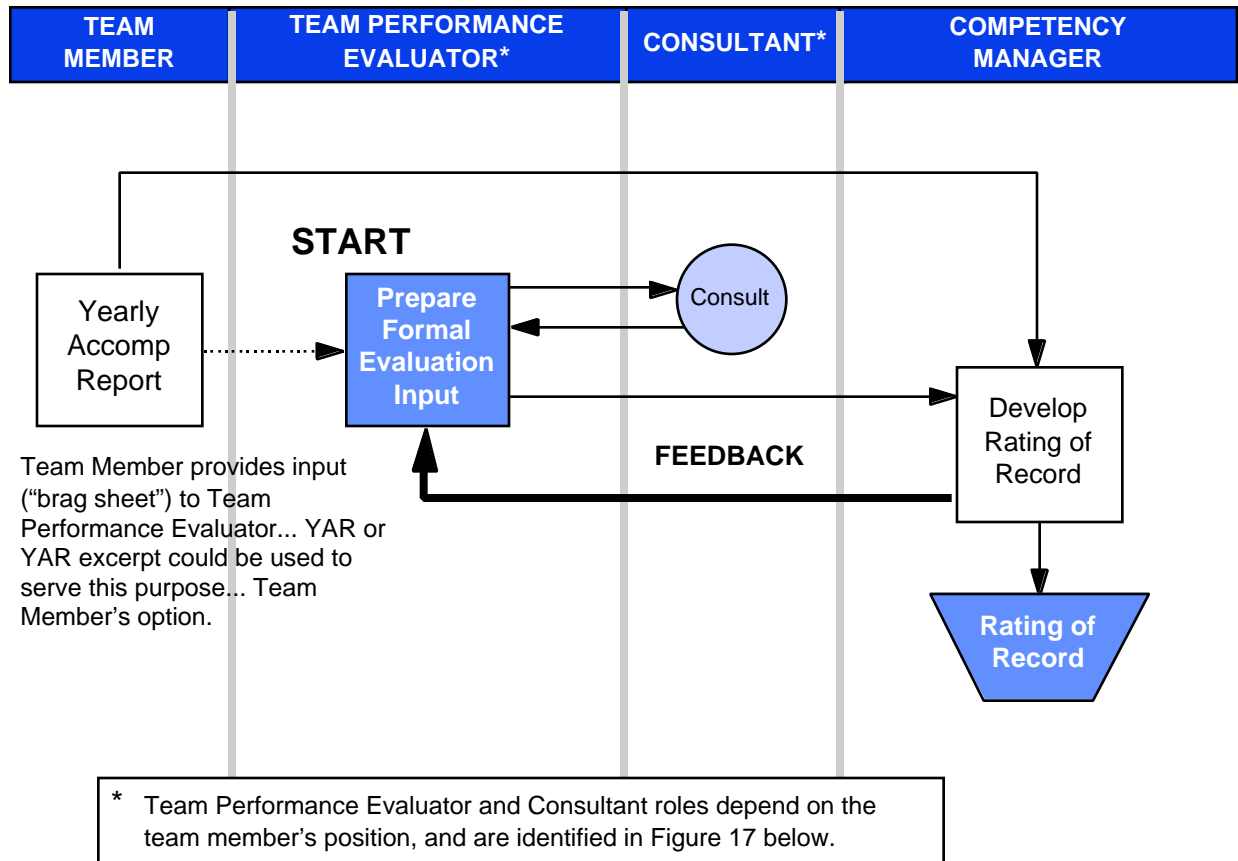 TEAM
MEMBER
TEAM PERFORMANCE
EVALUATOR*
CONSULTANT*
COMPETENCY
MANAGER
START
Yearly
Accomp
Report
Prepare
Formal
Evaluation
Input
Consult
Develop
Rating of
Record
FEEDBACK
Team Member provides input
(“brag sheet”) to Team
Performance Evaluator... YAR or
YAR excerpt could be used to
serve this purpose... Team
Member’s option.
Rating of
Record
* Team Performance Evaluator and Consultant roles depend on the
team member’s position, and are identified in Figure 17 below.